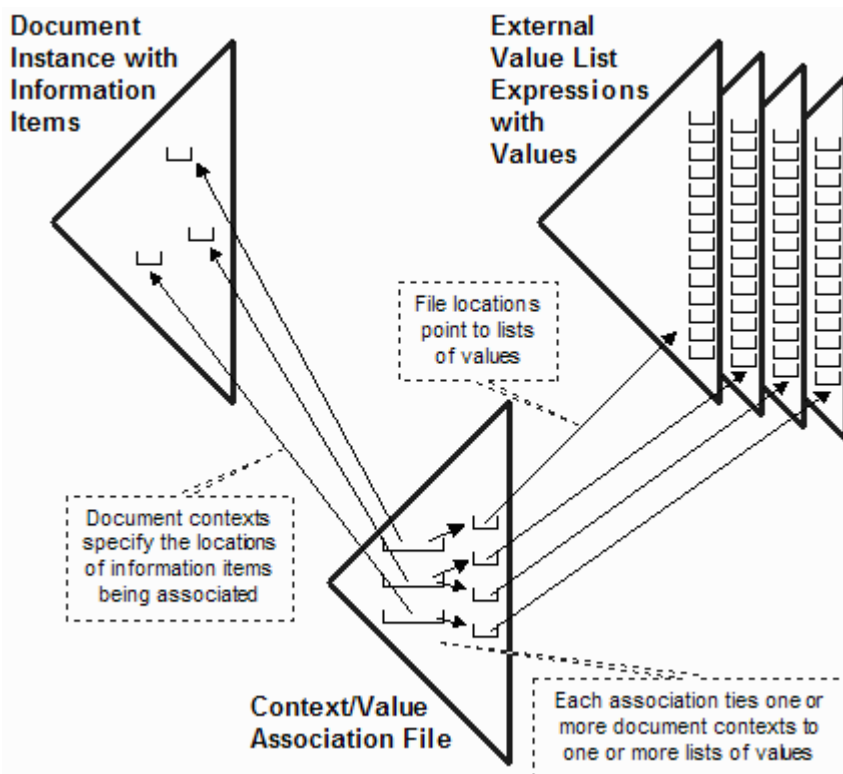 Document
Instance with
Information
Items
External
Value List
Expressions
with
Values
File locations
point to lists
of values
Document contexts
specify the locations
of information items
being associated
Context/Value
Association File
Each association ties one or
more document contexts to
one or more lists of values